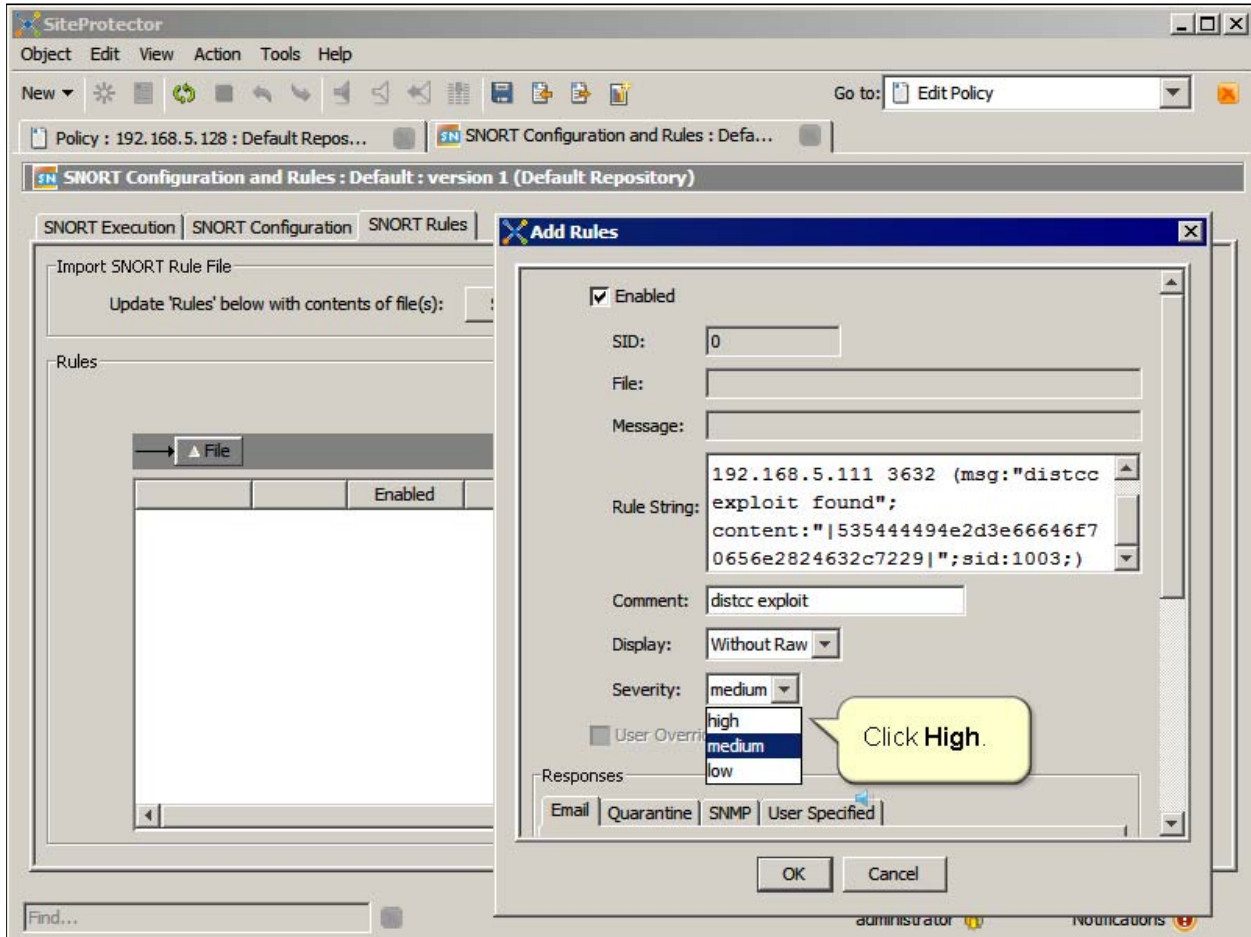 SiteProtector
Object Edit View Action Tools Help
New Go to: Edit Policy
Policy : 192.168.5.128 : Default Repos... SNORT Configuration and Rules : Defa...
SNORT Configuration and Rules : Default : version 1 (Default Repository)
SNORT Execution SNORT Configuration SNORT Rules
Import SNORT Rule File
Update 'Rules' below with contents of file(s):
Rules
File
Enabled
Add Rules
Enabled
SID: 0
File:
Message:
Rule String:
192.168.5.111 3632 (msg:"distcc
exploit found";
content:"|535444494e2d3e66646f7
0656e2824632c7229|";sid:1003;)
Comment: distcc exploit
Display: Without Raw
Severity: medium
high
medium
low
User
Click High.
Responses
Email Quarantine SNMP User Specified
OK Cancel
Find...
administrator Notifications